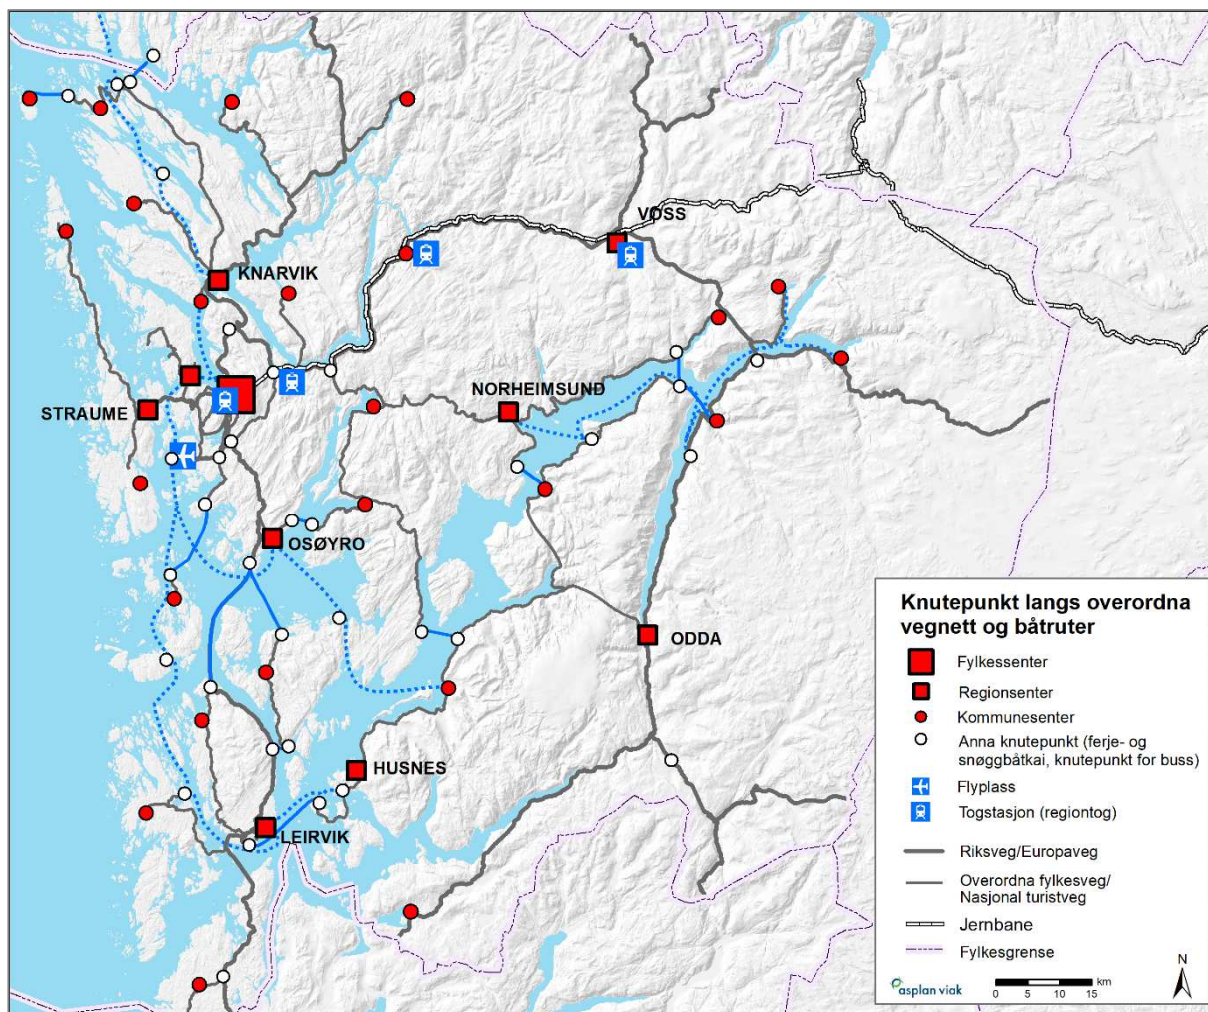 VOSS
KNARVIK
NORHEIMSUND
STRAUME
OSØYRO
ODDA
HUSNES
LEIRVIK
Knutepunkt langs overordna
vegnett og båtruter
Fylkessenter
Regionsenter
Kommunesenter
Anna knutepunkt (ferje- og
snøggbåtkai, knutepunkt for buss)
Flyplass
Togstasjon (regiontog)
Riksveg/Europaveg
Overordna fylkesveg/
Nasjonal turistveg
Jernbane
Fylkesgrense
asplan viak
km
0 5 10 15
N